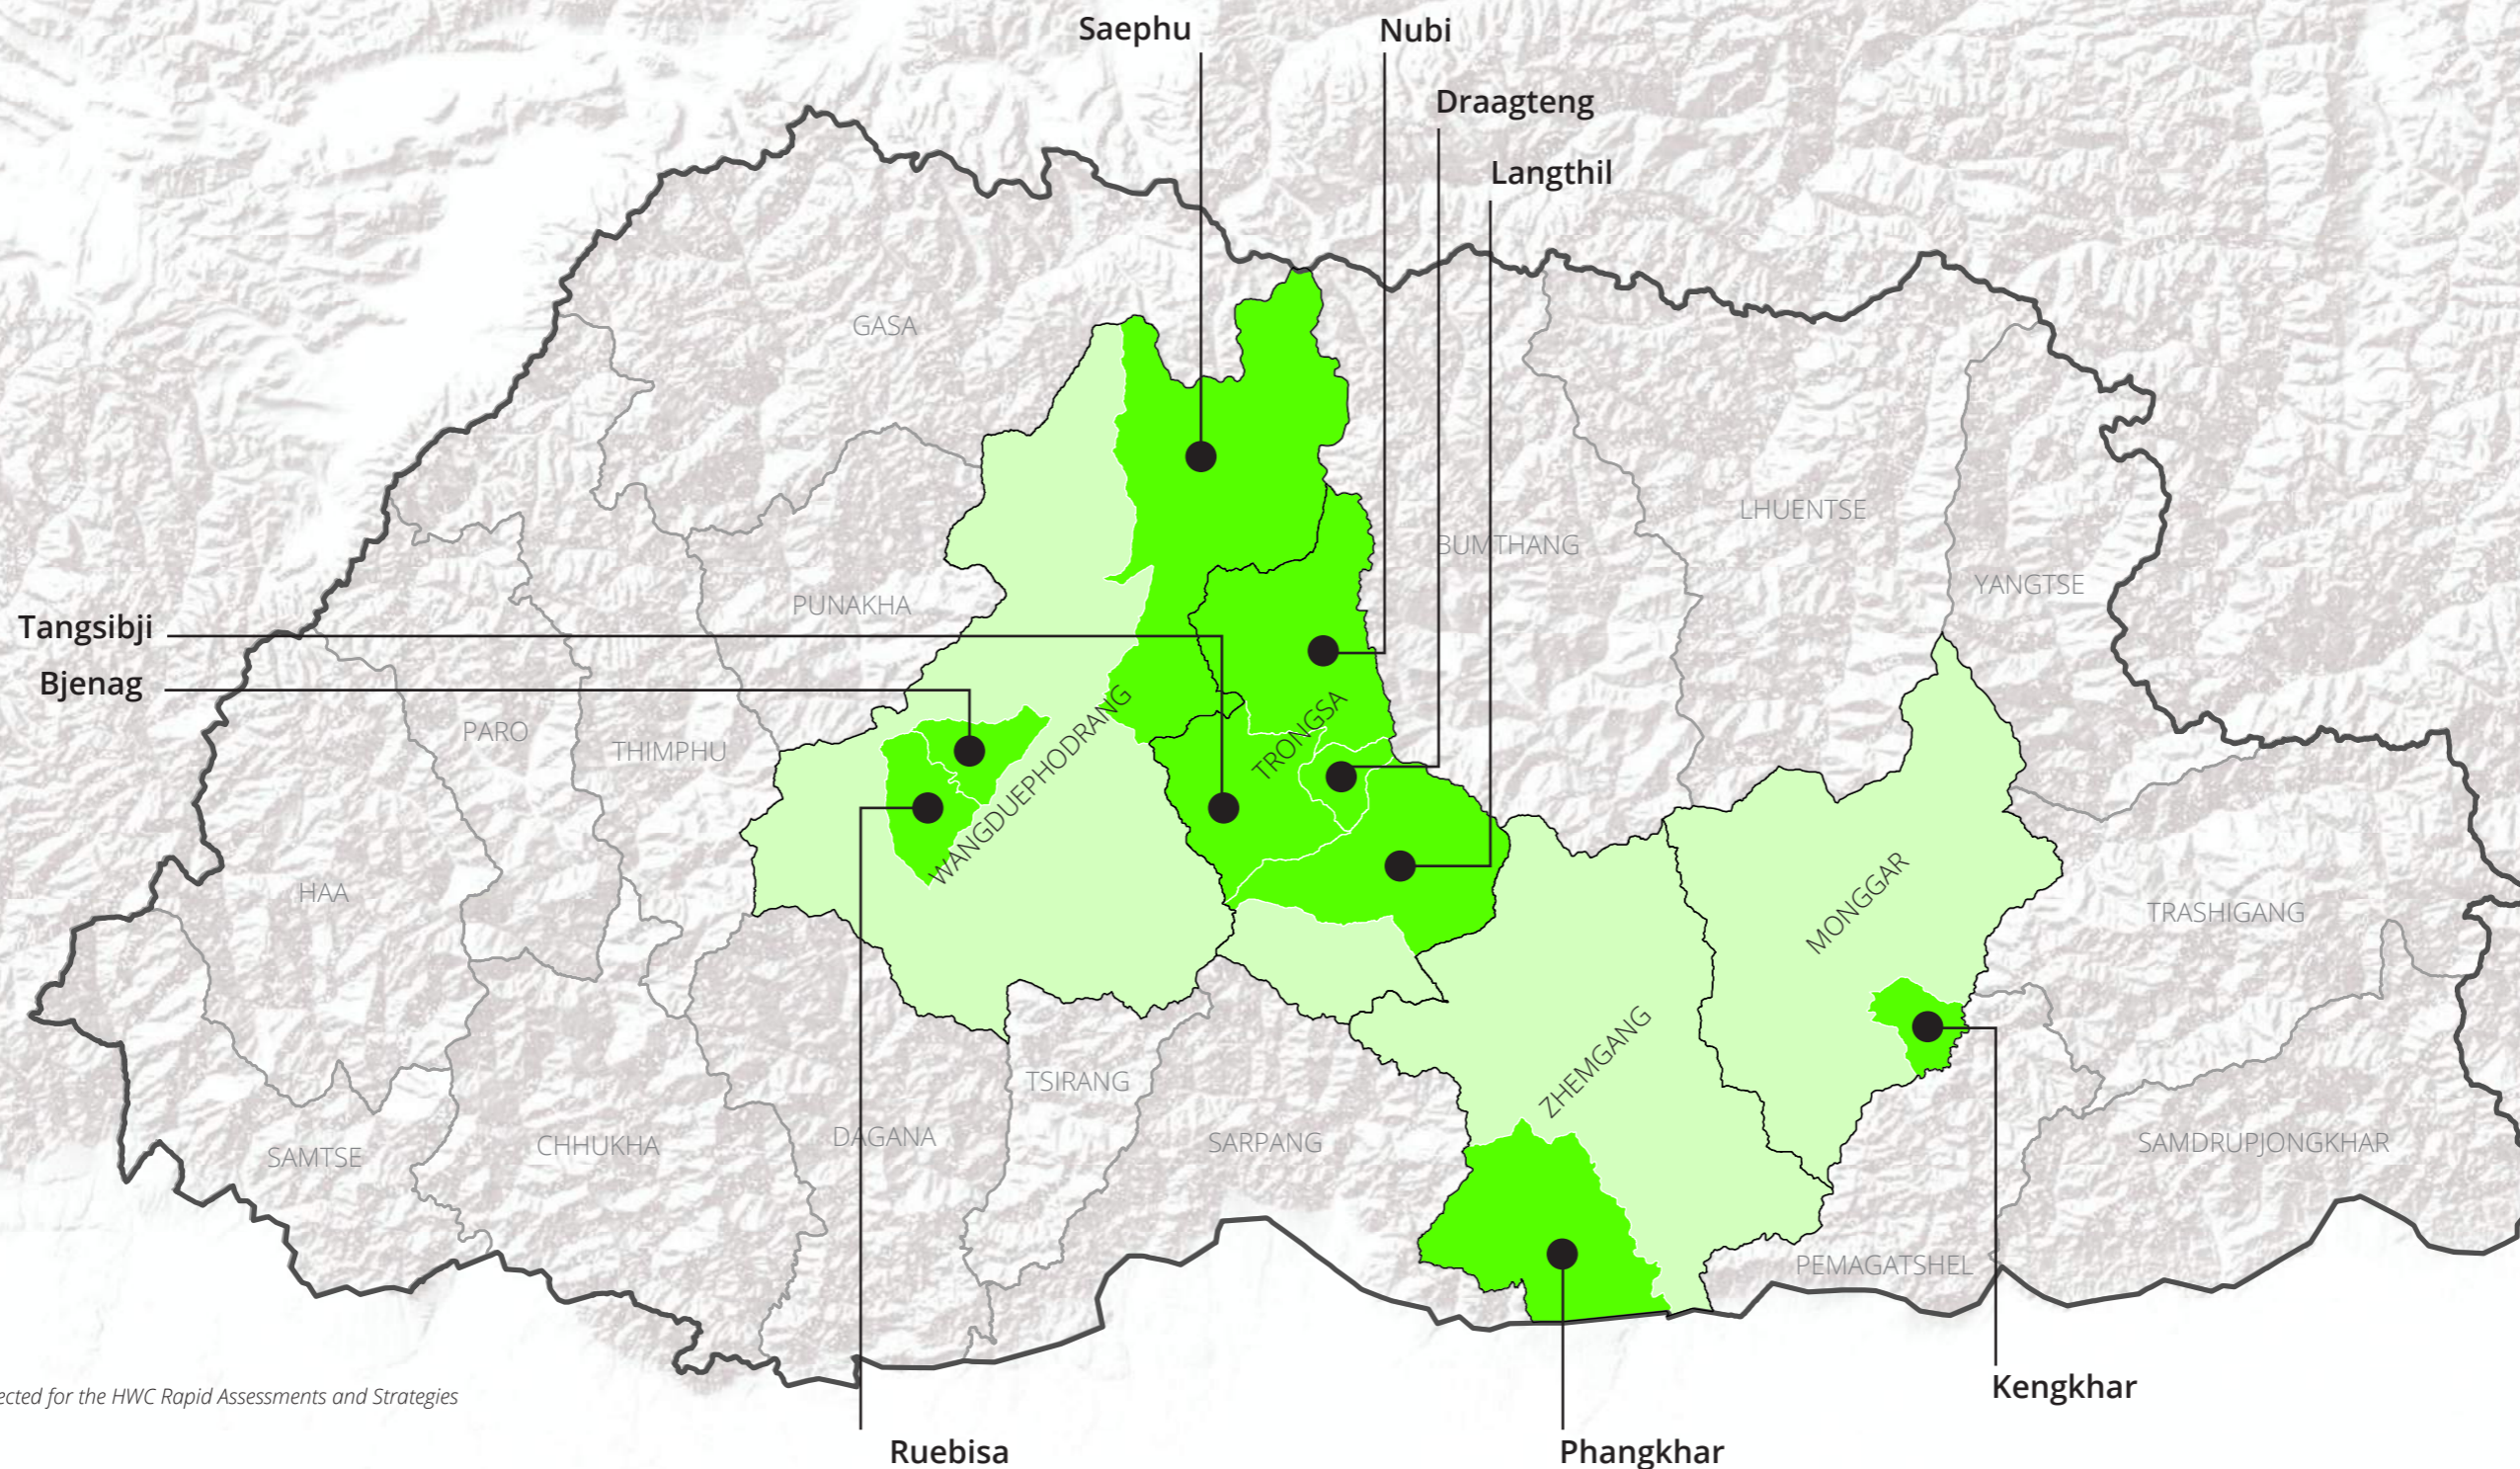 Saephu
Nubi
Draagteng
Langthil
GASA
LHUENTSE
BUMTHANG
YANGTSE
PUNAKHA
Tangsibji
Bjenag
PARO
THIMPHU
WANGDUEPHODRANG
TRONGSA
HAA
MONGGAR
TRASHIGANG
ZHEMGANG
TSIRANG
DAGANA
SARPANG
CHHUKHA
SAMTSE
SAMDRUPJONGKHAR
PEMAGATSHEL
ected for the HWC Rapid Assessments and Strategies
Kengkhar
Ruebisa
Phangkhar